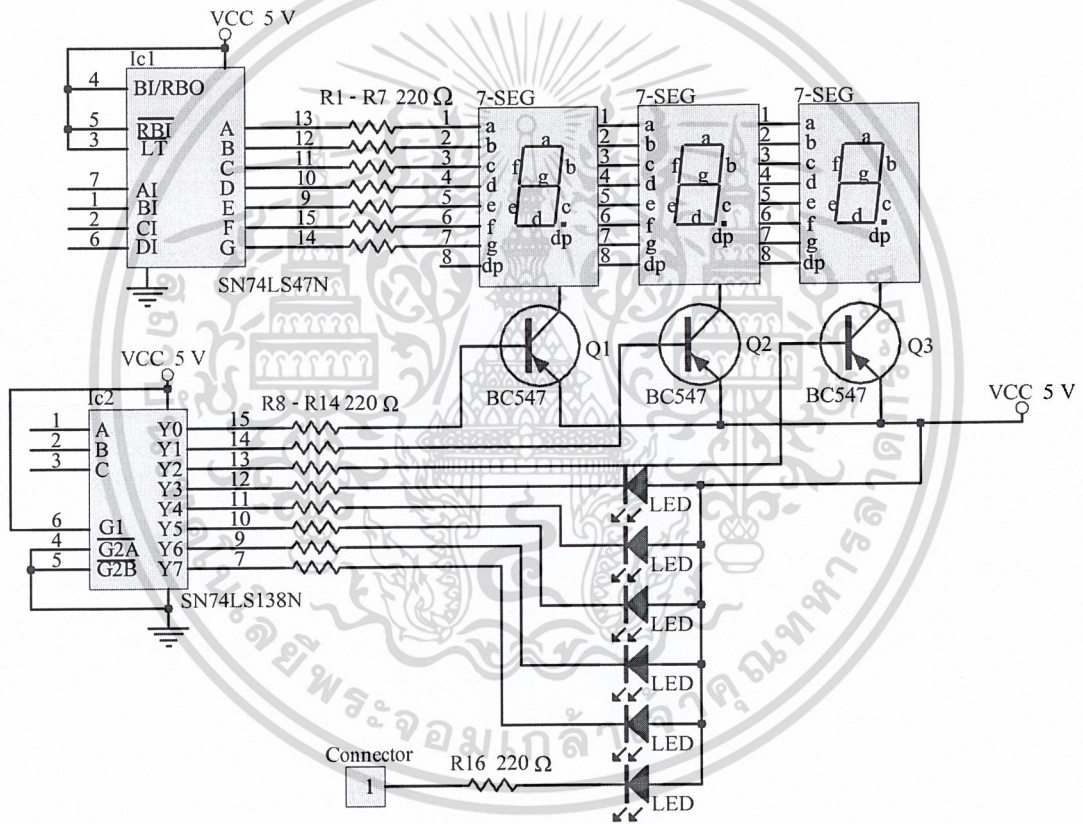 VCC 5 V
Ic1
4 BI/RBO
5 RBI
3 LT
7 AI
1 BI
2 CI
6 DI
A 13
B 12
C 11
D 10
E 9
F 15
G 14
SN74LS47N
R1 - R7 220 Ω
7-SEG
1 a
2 b
3 c
4 d
5 e
6 f
7 g
8 dp
a
f b
g
e d c
dp
7-SEG
1 a
2 b
3 c
4 d
5 e
6 f
7 g
8 dp
a
f b
g
e d c
dp
7-SEG
1 a
2 b
3 c
4 d
5 e
6 f
7 g
8 dp
a
f b
g
e d c
dp
Q1
BC547
Q2
BC547
Q3
BC547
VCC 5 V
VCC 5 V
Ic2
1 A
2 B
3 C
6 G1
4 G2A
5 G2B
Y0 15
Y1 14
Y2 13
Y3 12
Y4 11
Y5 10
Y6 9
Y7 7
SN74LS138N
R8 - R14 220 Ω
LED
LED
LED
LED
LED
LED
Connector
1
R16 220 Ω